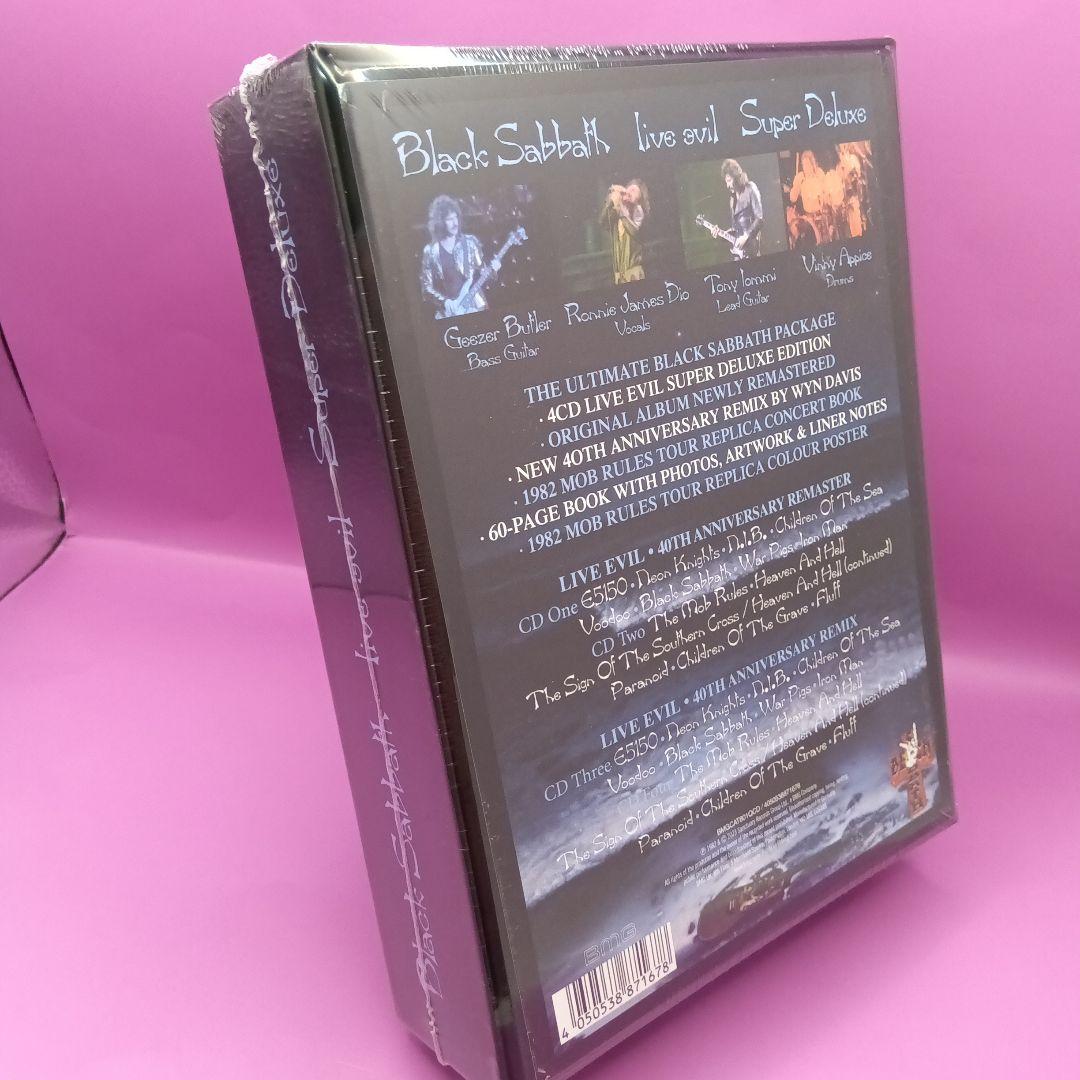 Black Sabbath live evil Super Deluxe
Geezer Butler
Bass Guitar
Ronnie James Dio
Vocals
Tony Iommi
Lead Guitar
Vinny Appice
Drums
THE ULTIMATE BLACK SABBATH PACKAGE
· 4CD LIVE EVIL SUPER DELUXE EDITION
· ORIGINAL ALBUM NEWLY REMASTERED
· NEW 40TH ANNIVERSARY REMIX BY WYN DAVIS
· 1982 MOB RULES TOUR REPLICA CONCERT BOOK
· 60-PAGE BOOK WITH PHOTOS, ARTWORK & LINER NOTES
· 1982 MOB RULES TOUR REPLICA COLOUR POSTER
LIVE EVIL • 40TH ANNIVERSARY REMASTER
CD One E5150 • Neon Knights • N.I.B. • Children Of The Sea
Voodoo • Black Sabbath • War Pigs • Iron Man
CD Two The Mob Rules • Heaven And Hell
The Sign Of The Southern Cross / Heaven And Hell (continued)
Paranoid • Children Of The Grave • Fluff
LIVE EVIL • 40TH ANNIVERSARY REMIX
CD Three E5150 • Neon Knights • N.I.B. • Children Of The Sea
Voodoo • Black Sabbath • War Pigs • Iron Man
CD Four The Mob Rules • Heaven And Hell
The Sign Of The Southern Cross / Heaven And Hell (continued)
Paranoid • Children Of The Grave • Fluff
BMGCAT801QCD / 4050538871678
BMG
4 050538 871678
Black Sabbath live evil Super Deluxe